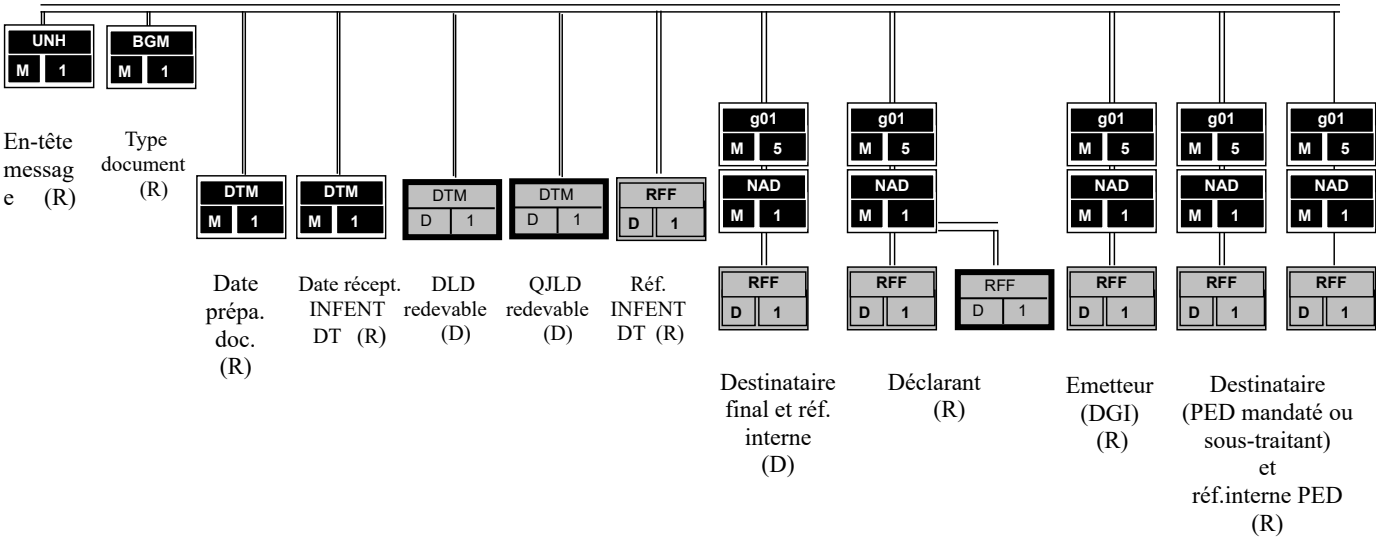 UNH
M 1
BGM
M 1
En-tête
messag
e (R)
Type
document
(R)
DTM
M 1
Date
prépa.
doc.
(R)
DTM
M 1
Date récept.
INFENT
DT (R)
DTM
D 1
DLD
redevable
(D)
DTM
D 1
QJLD
redevable
(D)
RFF
D 1
Réf.
INFENT
DT (R)
g01
M 5
NAD
M 1
RFF
D 1
Destinataire
final et réf.
interne
(D)
g01
M 5
NAD
M 1
RFF
D 1
RFF
D 1
Déclarant
(R)
g01
M 5
NAD
M 1
RFF
D 1
Emetteur
(DGI)
(R)
g01
M 5
NAD
M 1
RFF
D 1
g01
M 5
NAD
M 1
RFF
D 1
Destinataire
(PED mandaté ou
sous-traitant)
et
réf.interne PED
(R)